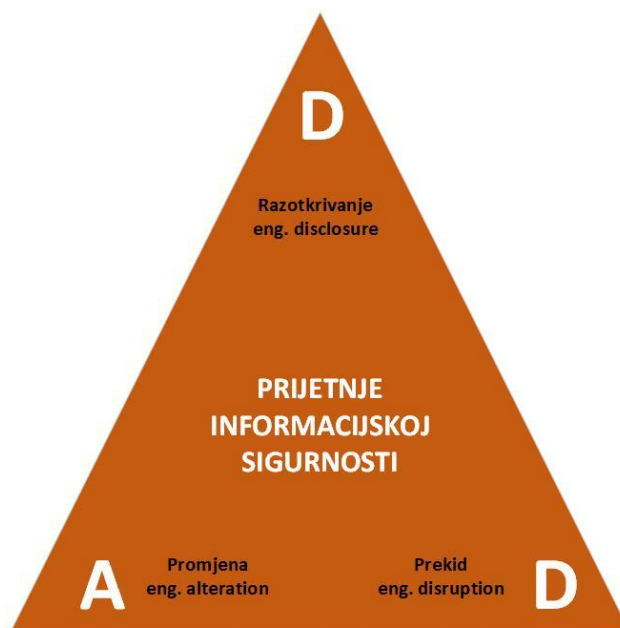 D
Razotkrivanje
eng. disclosure
PRIJETNJE
INFORMACIJSKOJ
SIGURNOSTI
A
Promjena
eng. alteration
Prekid
eng. disruption
D